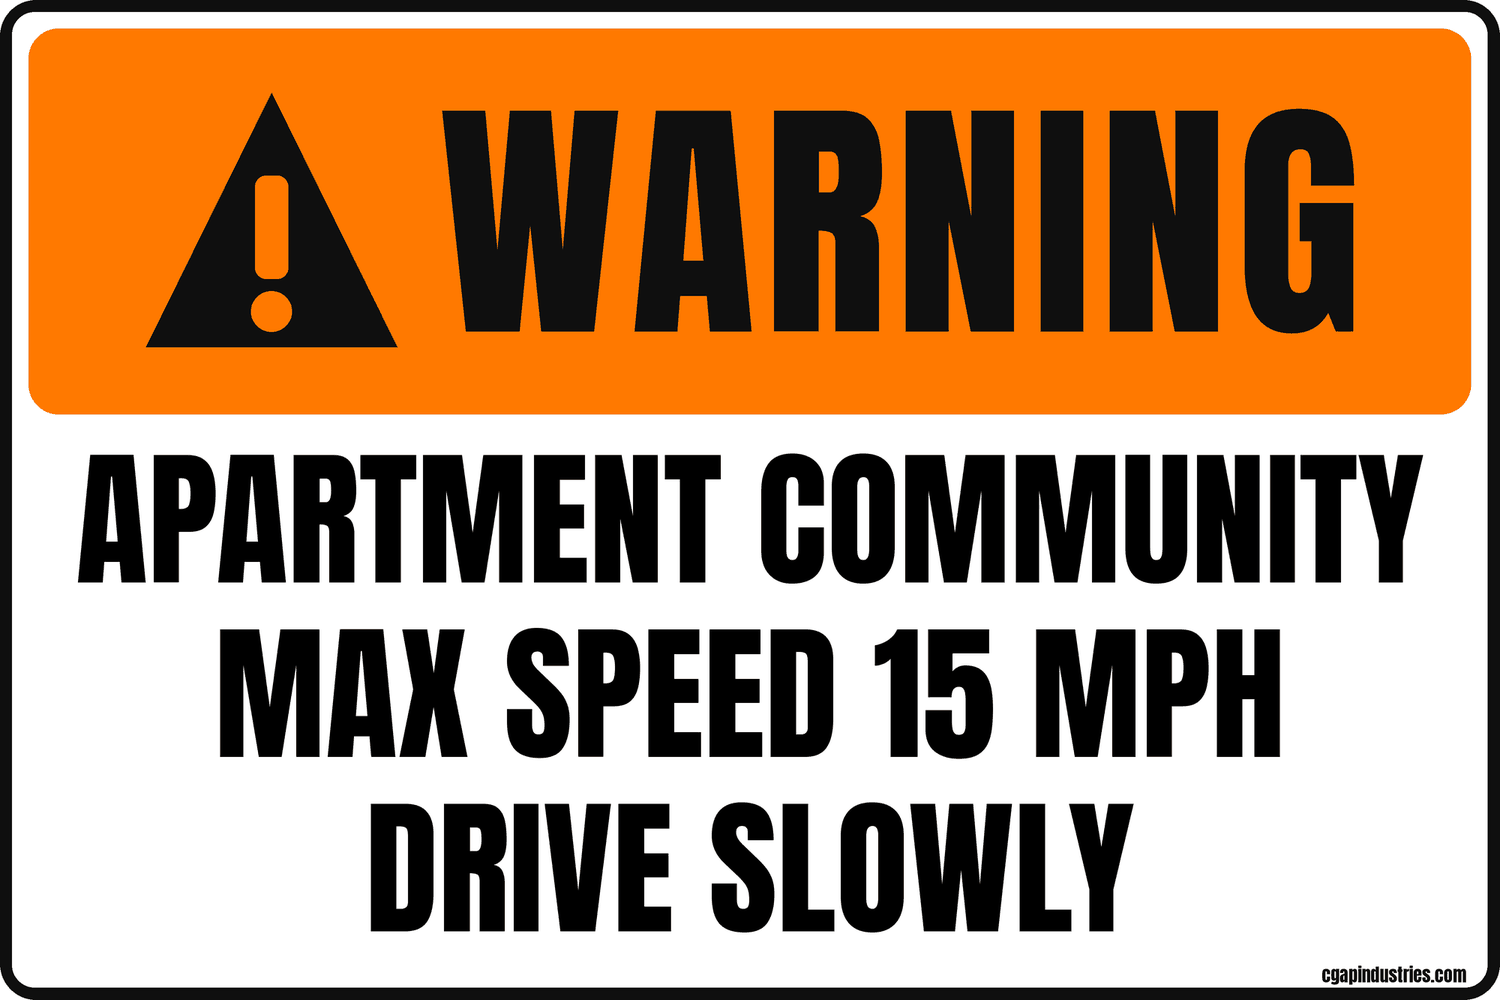 WARNING
APARTMENT COMMUNITY
MAX SPEED 15 MPH
DRIVE SLOWLY
cgapindustries.com